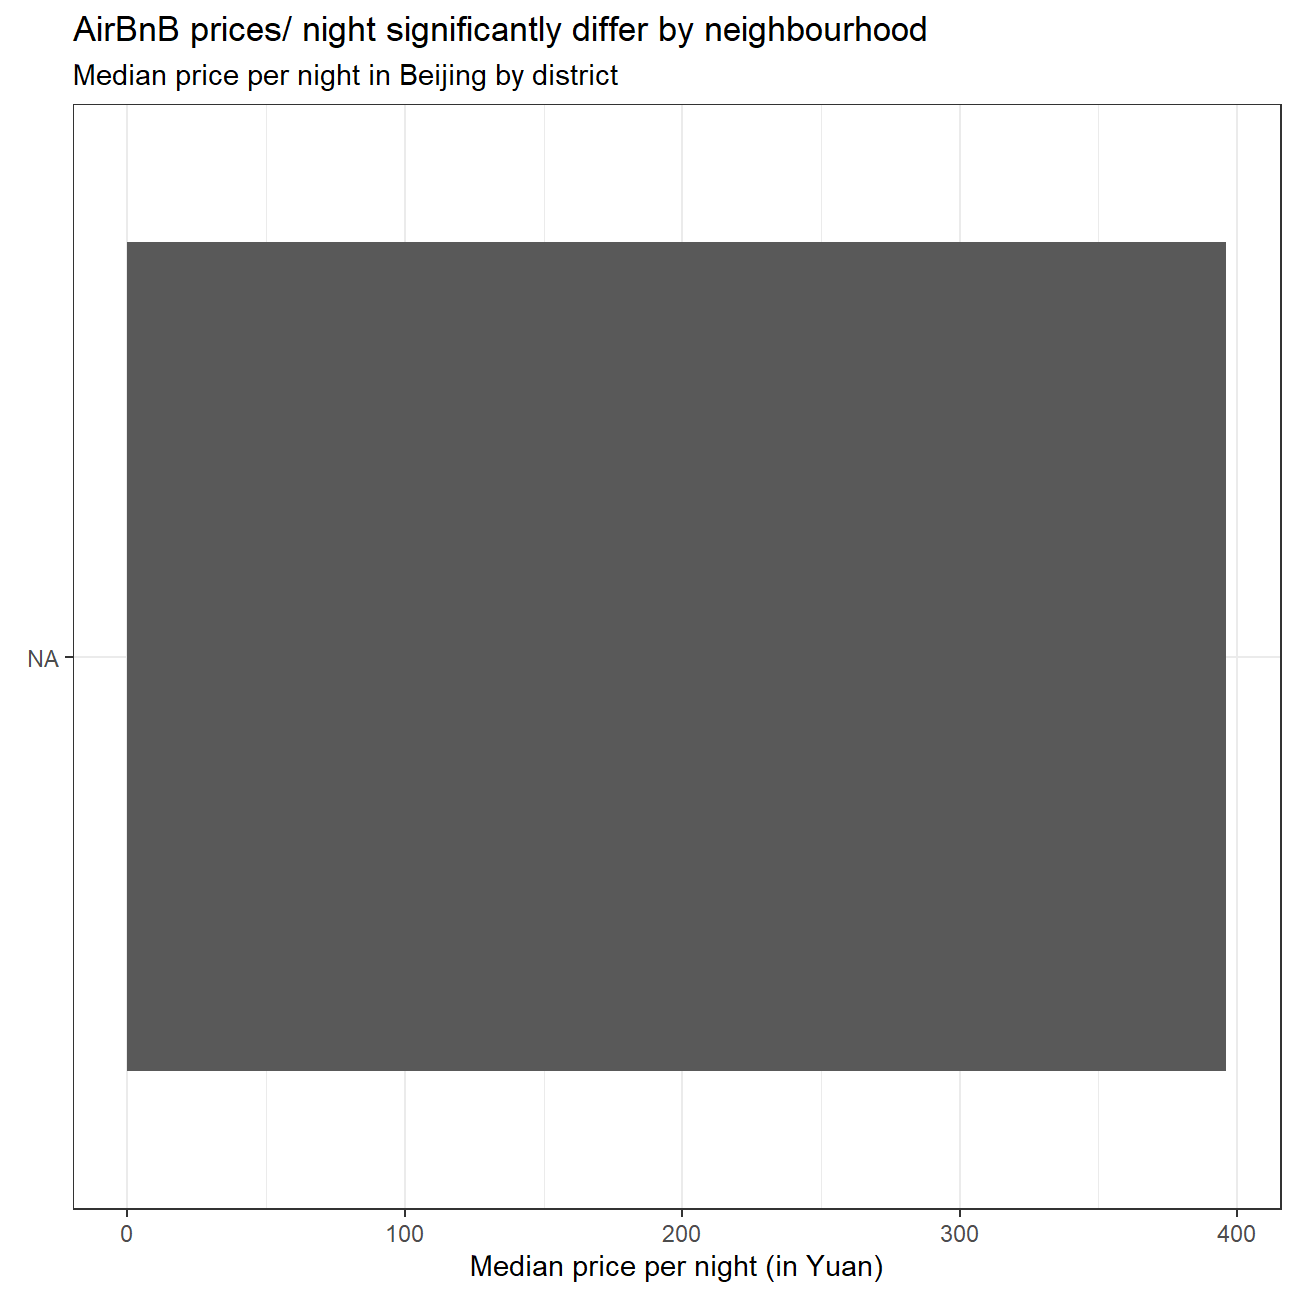 AirBnB prices/ night significantly differ by neighbourhood
Median price per night in Beijing by district
NA
0 100 200 300 400
Median price per night (in Yuan)